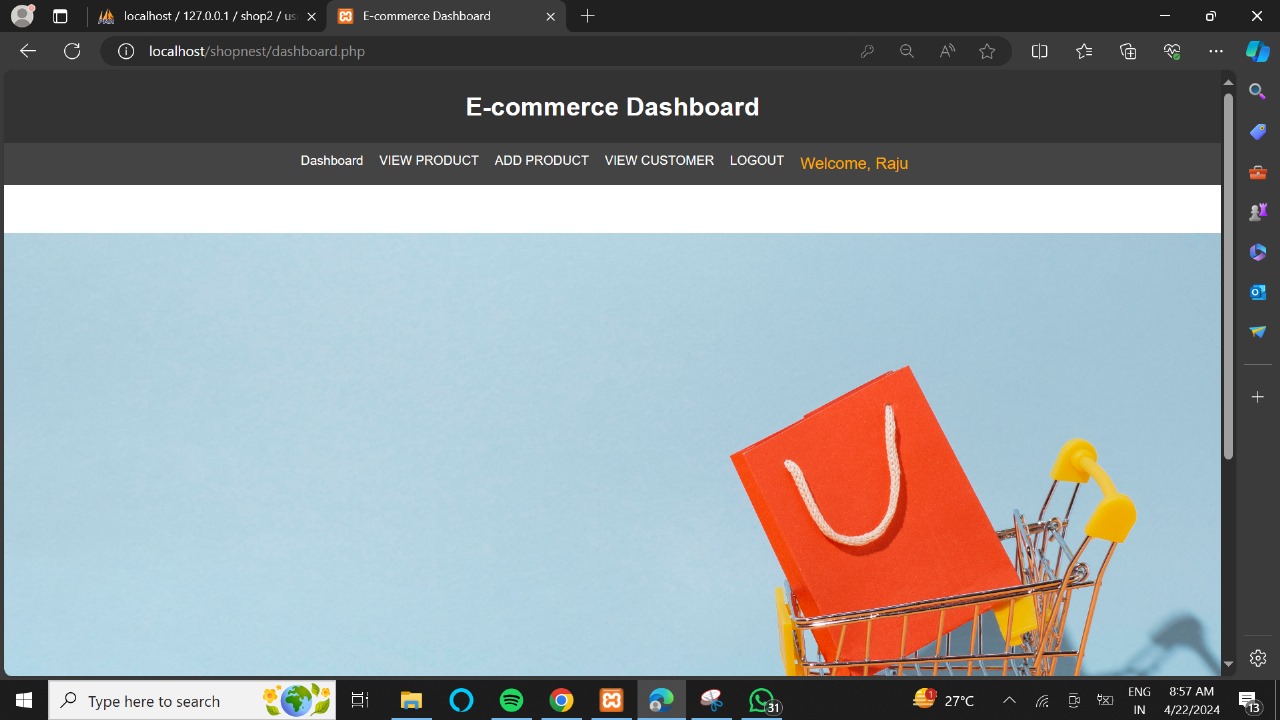 localhost / 127.0.0.1 / shop2 / us
E-commerce Dashboard
localhost/shopnest/dashboard.php
E-commerce Dashboard
Dashboard VIEW PRODUCT ADD PRODUCT VIEW CUSTOMER LOGOUT Welcome, Raju
Type here to search
31
1
27°C
ENG
IN
8:57 AM
4/22/2024
13